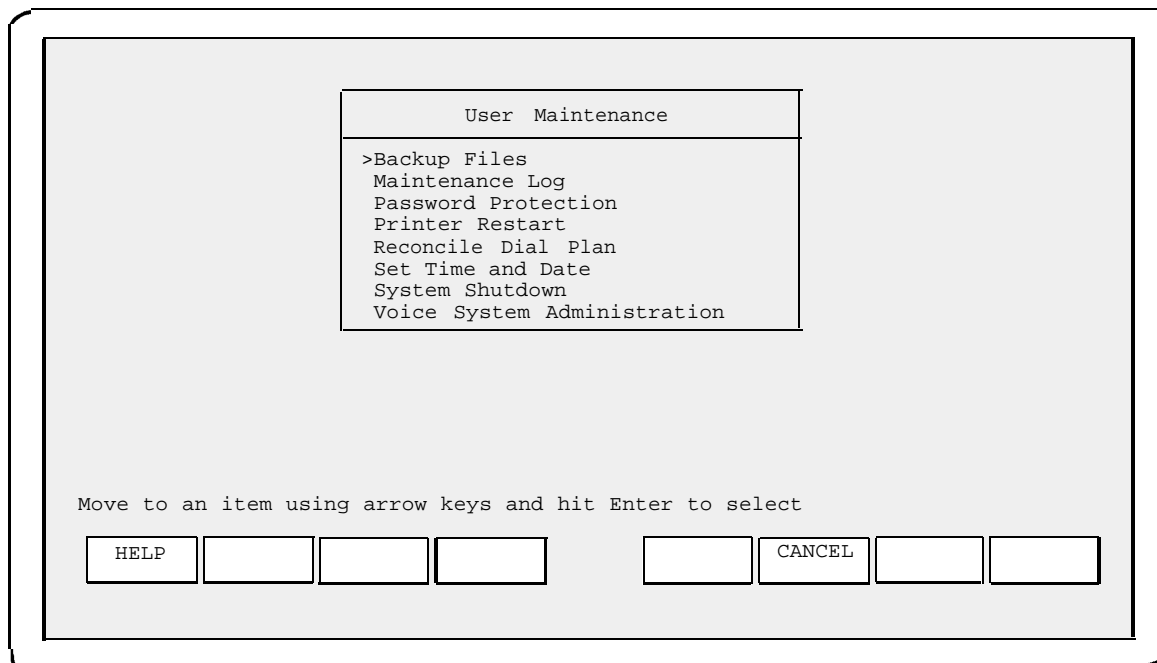 User Maintenance
>Backup Files
Maintenance Log
Password Protection
Printer Restart
Reconcile Dial Plan
Set Time and Date
System Shutdown
Voice System Administration
Move to an item using arrow keys and hit Enter to select
HELP CANCEL